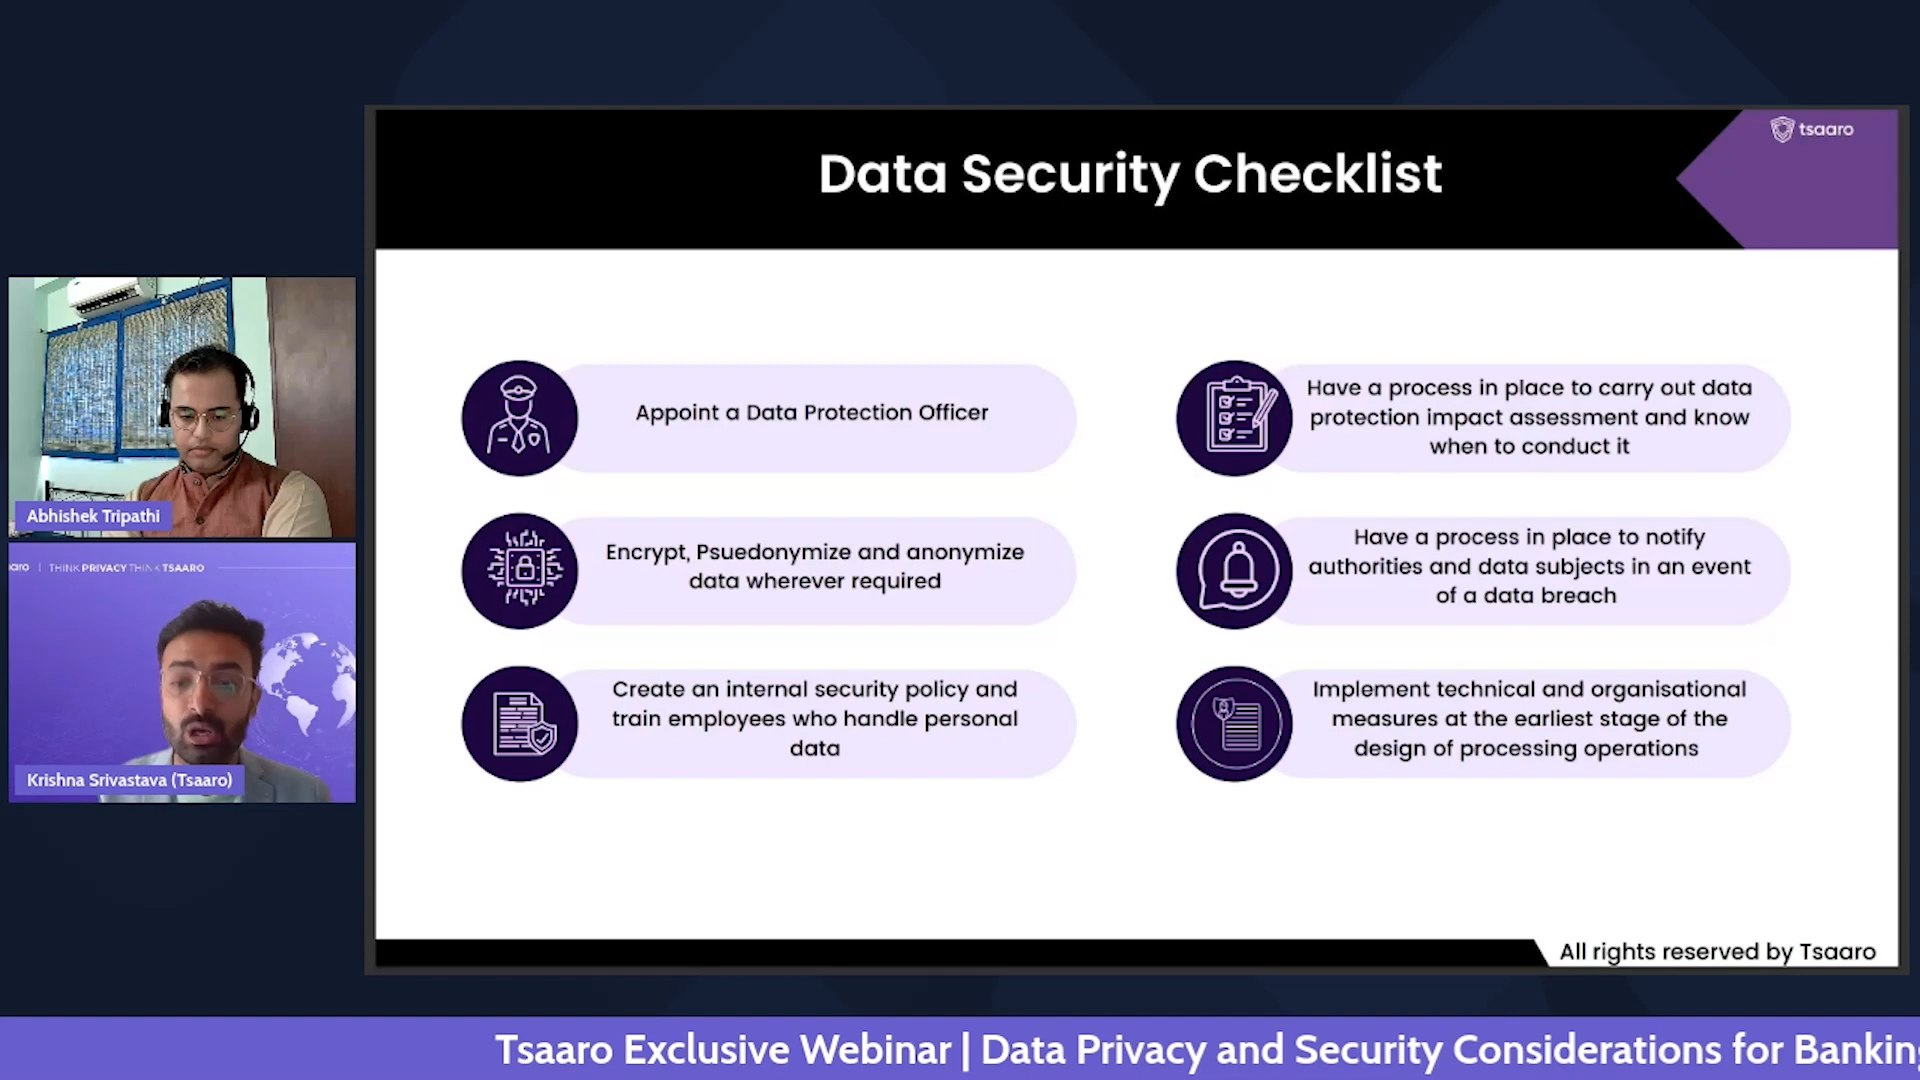 tsaaro
Data Security Checklist
Appoint a Data Protection Officer
Encrypt, Psuedonymize and anonymize
data wherever required
Create an internal security policy and
train employees who handle personal
data
Have a process in place to carry out data
protection impact assessment and know
when to conduct it
Have a process in place to notify
authorities and data subjects in an event
of a data breach
Implement technical and organisational
measures at the earliest stage of the
design of processing operations
All rights reserved by Tsaaro
Abhishek Tripathi
aro | THINK PRIVACY THINK TSAARO
Krishna Srivastava (Tsaaro)
Tsaaro Exclusive Webinar | Data Privacy and Security Considerations for Bankin